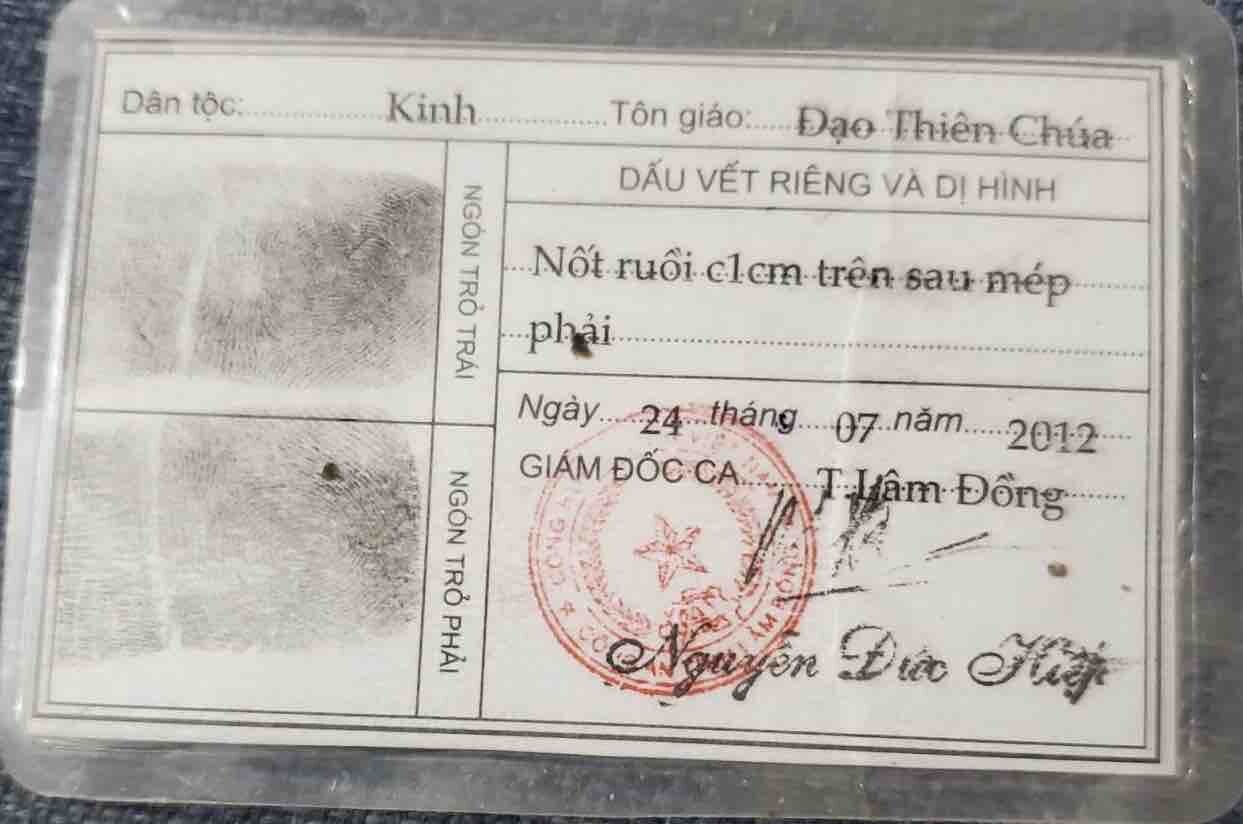 Dân tộc: Kinh Tôn giáo: Đạo Thiên Chúa
NGÓN TRỎ TRÁI
DẤU VẾT RIÊNG VÀ DỊ HÌNH
Nốt ruồi c1cm trên sau mép
phải
NGÓN TRỎ PHẢI
Ngày 24 tháng 07 năm 2012
GIÁM ĐỐC CA T.Lâm Đồng
Nguyễn Đức Hiệp